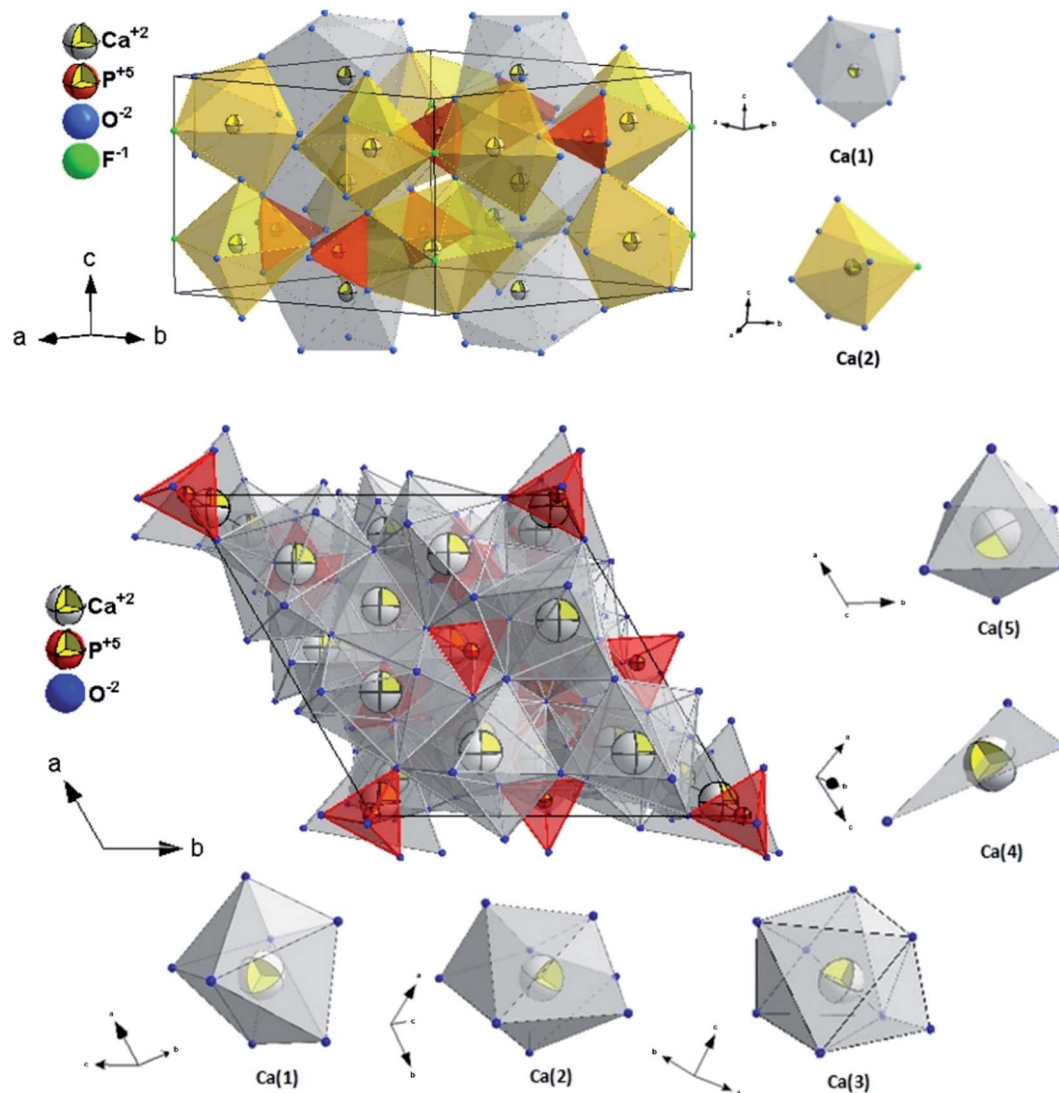 Ca+2
P+5
O-2
F-1
c
a b
c
a b
Ca(1)
c
a b
Ca(2)
Ca+2
P+5
O-2
a
b
a
c b
Ca(5)
a
b
c
Ca(4)
a
c b
Ca(1)
a
c
b
Ca(2)
c
b a
Ca(3)